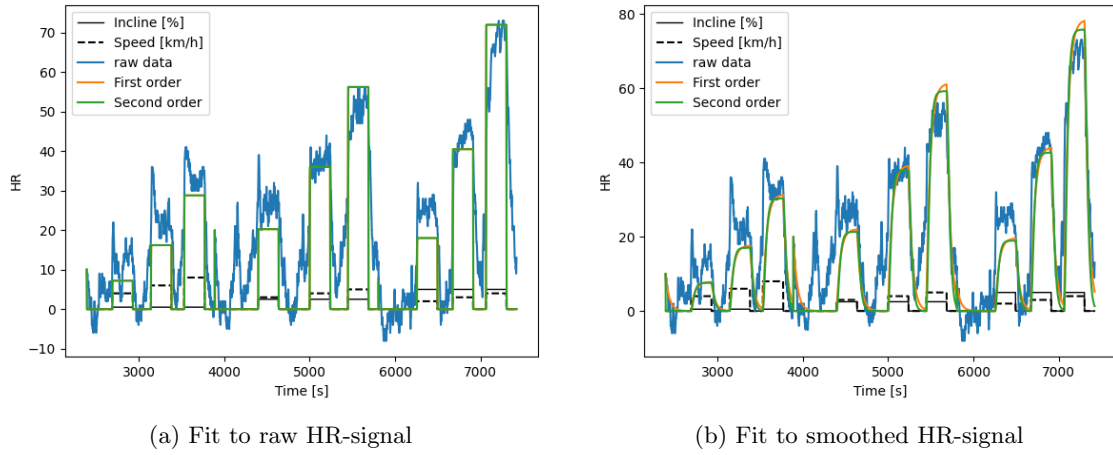 Incline [%]
Speed [km/h]
raw data
First order
Second order
70
60
50
40
30
20
10
0
−10
HR
3000 4000 5000 6000 7000
Time [s]
(a) Fit to raw HR-signal
Incline [%]
Speed [km/h]
raw data
First order
Second order
80
60
40
20
0
HR
3000 4000 5000 6000 7000
Time [s]
(b) Fit to smoothed HR-signal